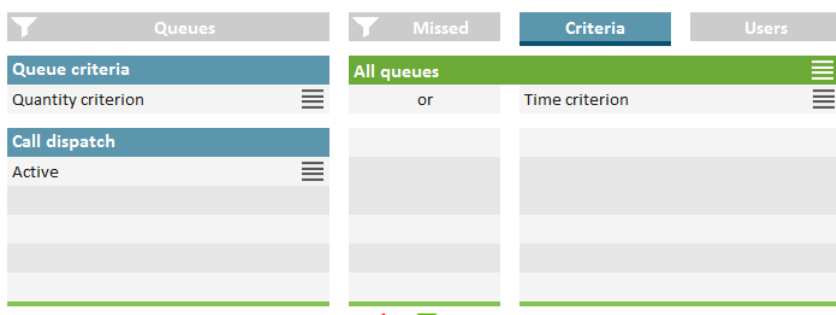 Queues Missed Criteria Users
Queue criteria All queues
Quantity criterion or Time criterion
Call dispatch
Active